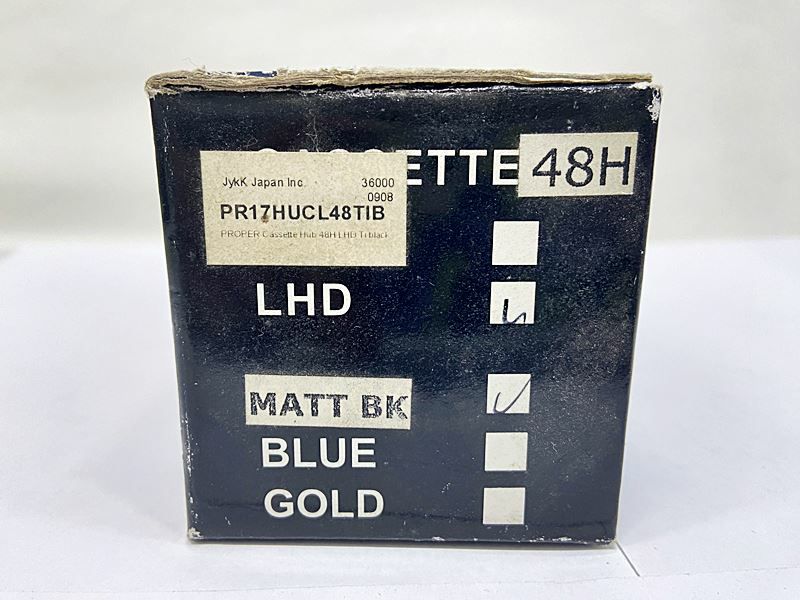 ETTE 48H
JykK Japan Inc 36000
0908
PR17HUCL48TIB
PROPER Cassette Hub 48H LHD Ti black
LHD
MATT BK
BLUE
GOLD